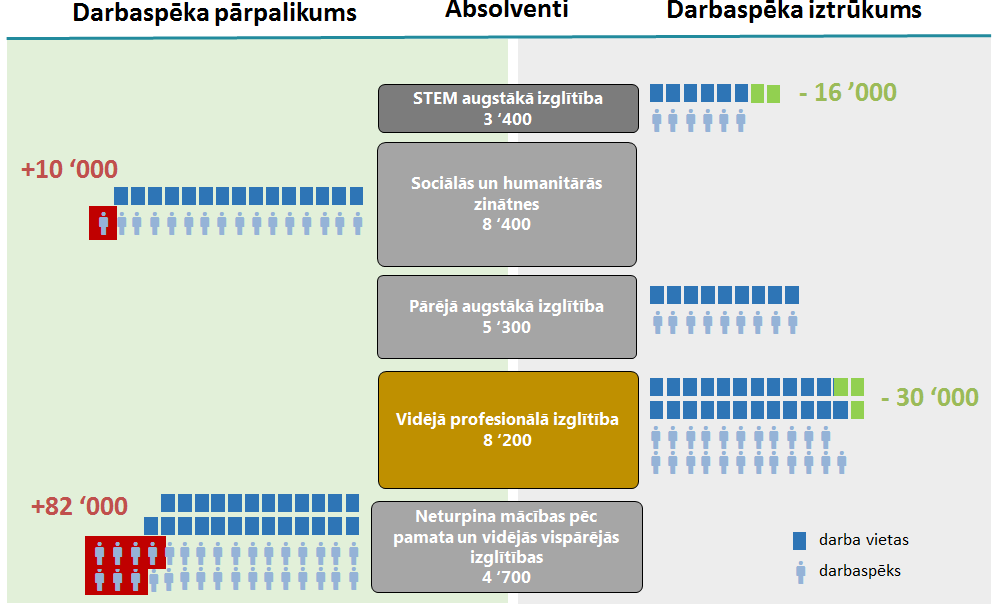 Darbaspēka pārpalikums
Absolventi
Darbaspēka iztrūkums
STEM augstākā izglītība
3 ‘400
- 16 ’000
+10 ‘000
Sociālās un humanitārās
zinātnes
8 ‘400
Pārējā augstākā izglītība
5 ‘300
Vidējā profesionālā izglītība
8 ‘200
- 30 ‘000
+82 ‘000
Neturpina mācības pēc
pamata un vidējās vispārējās
izglītības
4 ‘700
darba vietas
darbaspēks